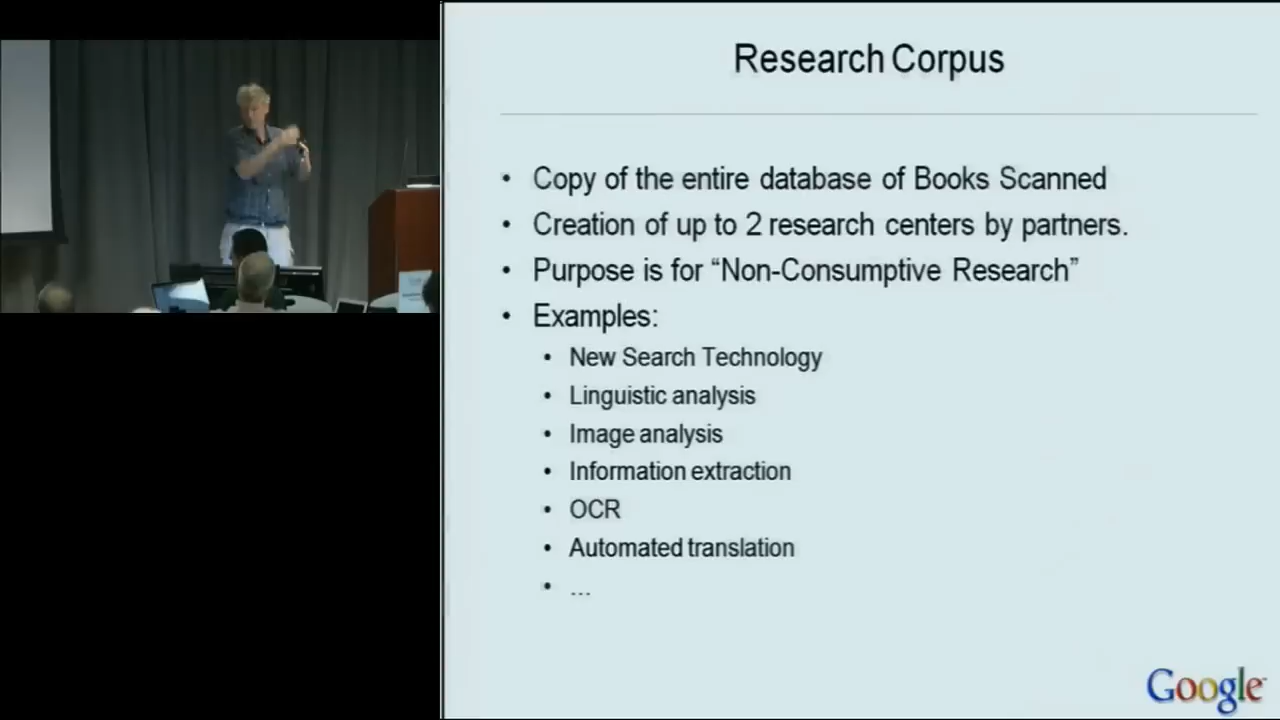 Research Corpus
• Copy of the entire database of Books Scanned
• Creation of up to 2 research centers by partners.
• Purpose is for “Non-Consumptive Research”
• Examples:
• New Search Technology
• Linguistic analysis
• Image analysis
• Information extraction
• OCR
• Automated translation
• ...
Google